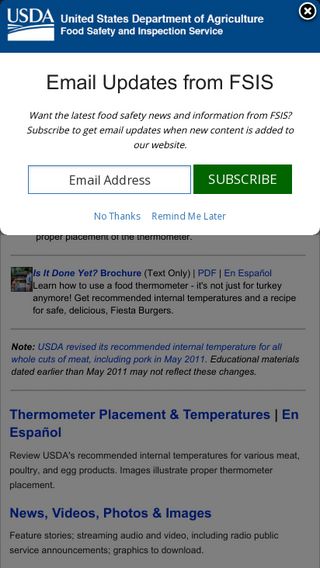 USDA United States Department of Agriculture
Food Safety and Inspection Service
Email Updates from FSIS
Want the latest food safety news and information from FSIS?
Subscribe to get email updates when new content is added to
our website.
Email Address SUBSCRIBE
No Thanks Remind Me Later
proper placement of the thermometer.
Is It Done Yet? Brochure (Text Only) | PDF | En Español
Learn how to use a food thermometer - it's not just for turkey
anymore! Get recommended internal temperatures and a recipe
for safe, delicious, Fiesta Burgers.
Note: USDA revised its recommended internal temperature for all
whole cuts of meat, including pork in May 2011. Educational materials
dated earlier than May 2011 may not reflect these changes.
Thermometer Placement & Temperatures | En
Español
Review USDA's recommended internal temperatures for various meat,
poultry, and egg products. Images illustrate proper thermometer
placement.
News, Videos, Photos & Images
Feature stories; streaming audio and video, including radio public
service announcements; graphics to download.